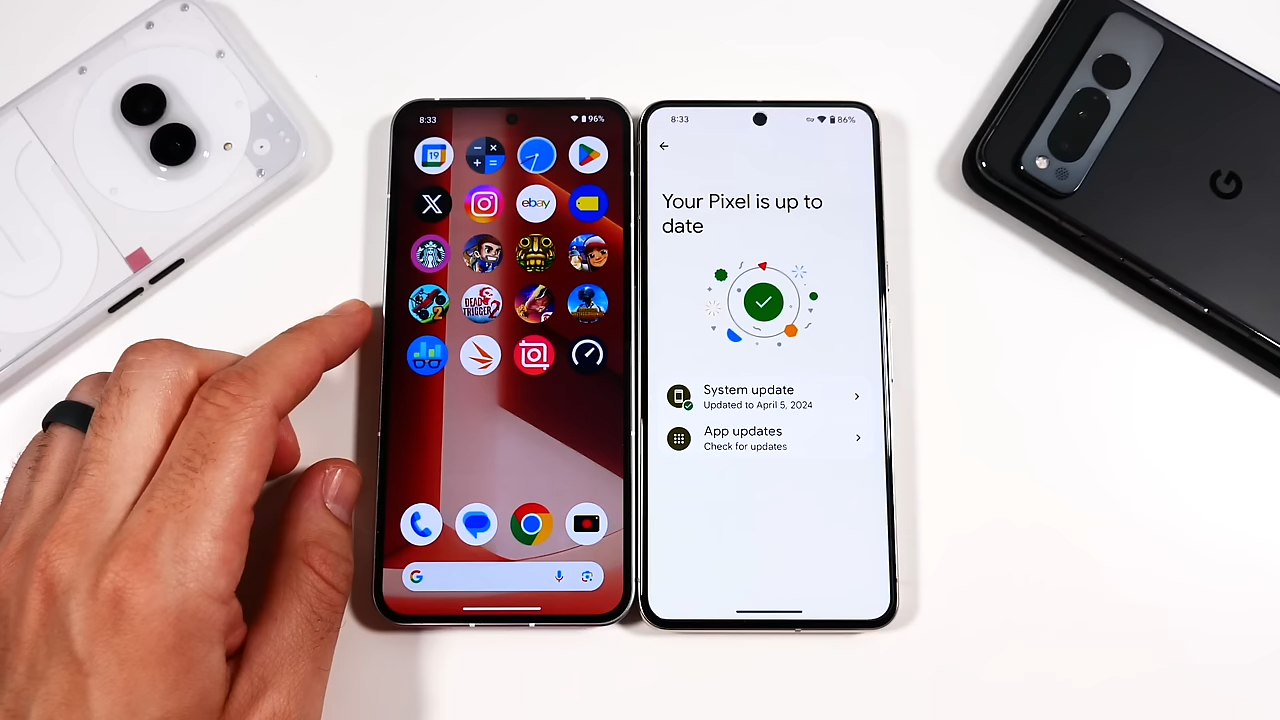 8:33
96%
19
ebay
2
DEAD
TRIGGER 2
G
8:33
86%
Your Pixel is up to
date
System update
Updated to April 5, 2024
App updates
Check for updates
G